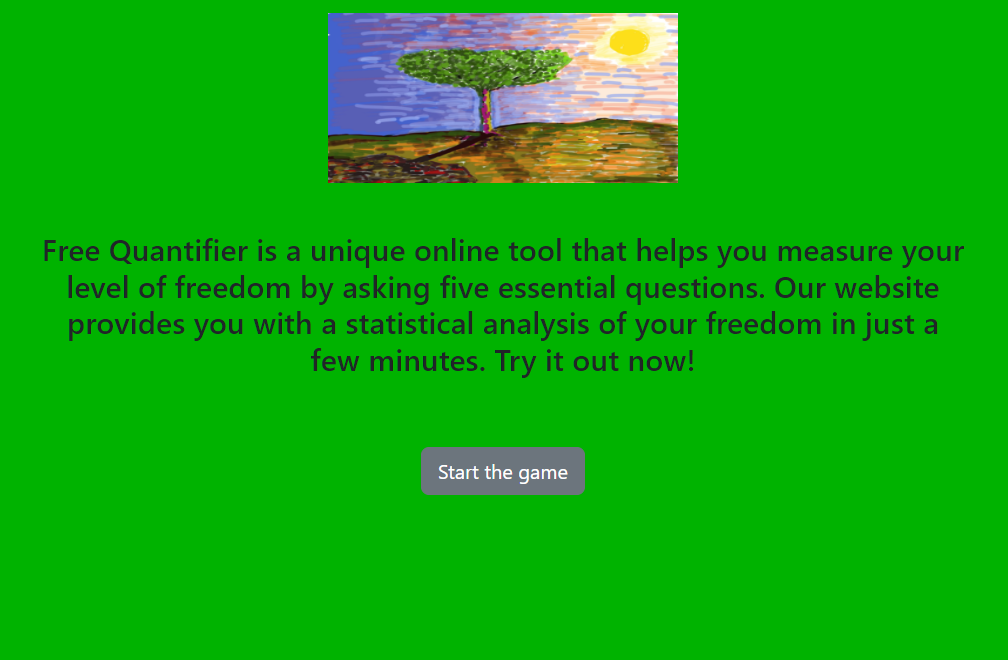 Free Quantifier is a unique online tool that helps you measure your
level of freedom by asking five essential questions. Our website
provides you with a statistical analysis of your freedom in just a
few minutes. Try it out now!
Start the game